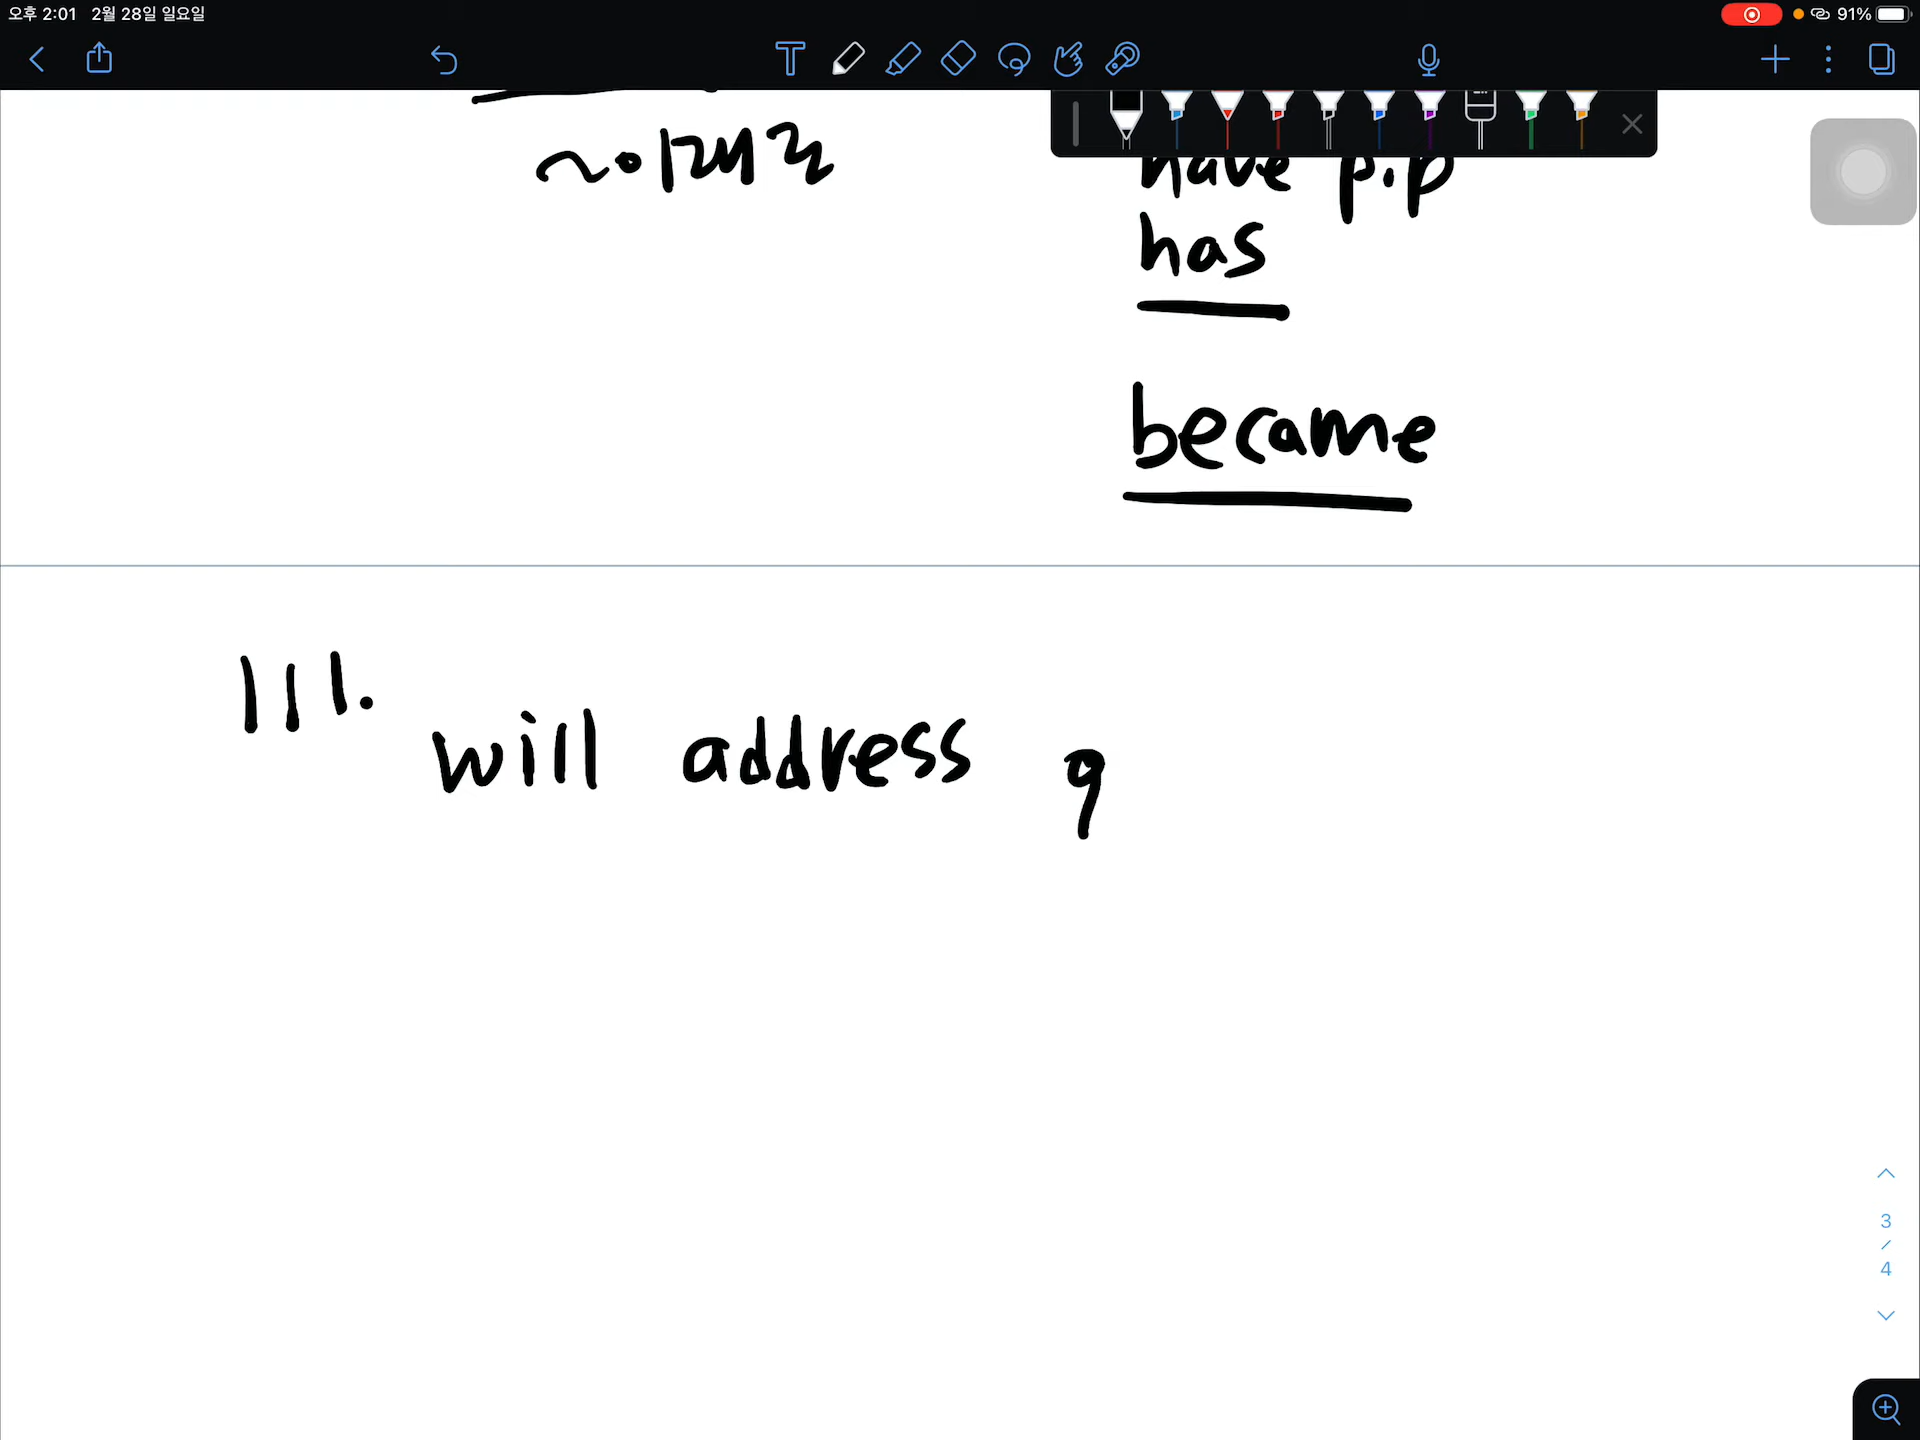 오후 2:01 2월 28일 일요일
91%
~이래로
have p.p
has
became
111.
will address q
3
/
4